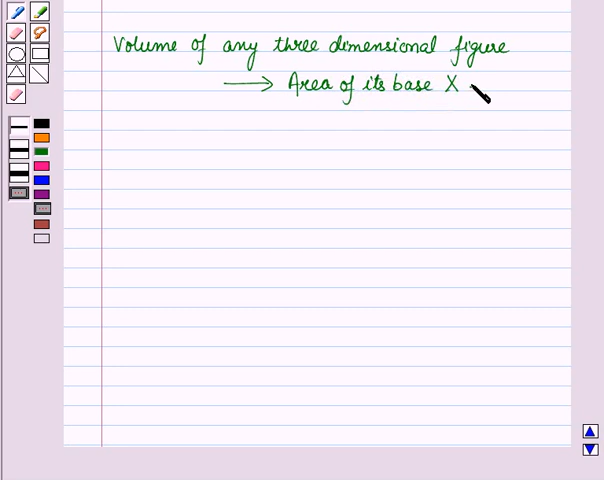 Volume of any three dimensional figure
→ Area of its base X